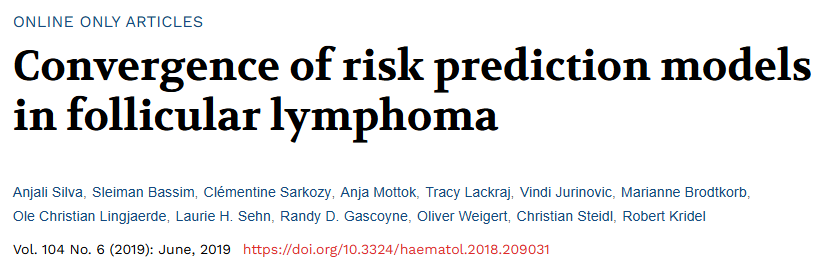 ONLINE ONLY ARTICLES
Convergence of risk prediction models
in follicular lymphoma
Anjali Silva, Sleiman Bassim, Clémentine Sarkozy, Anja Mottok, Tracy Lackraj, Vindi Jurinovic, Marianne Brodtkorb,
Ole Christian Lingjaerde, Laurie H. Sehn, Randy D. Gascoyne, Oliver Weigert, Christian Steidl, Robert Kridel
Vol. 104 No. 6 (2019): June, 2019 https://doi.org/10.3324/haematol.2018.209031